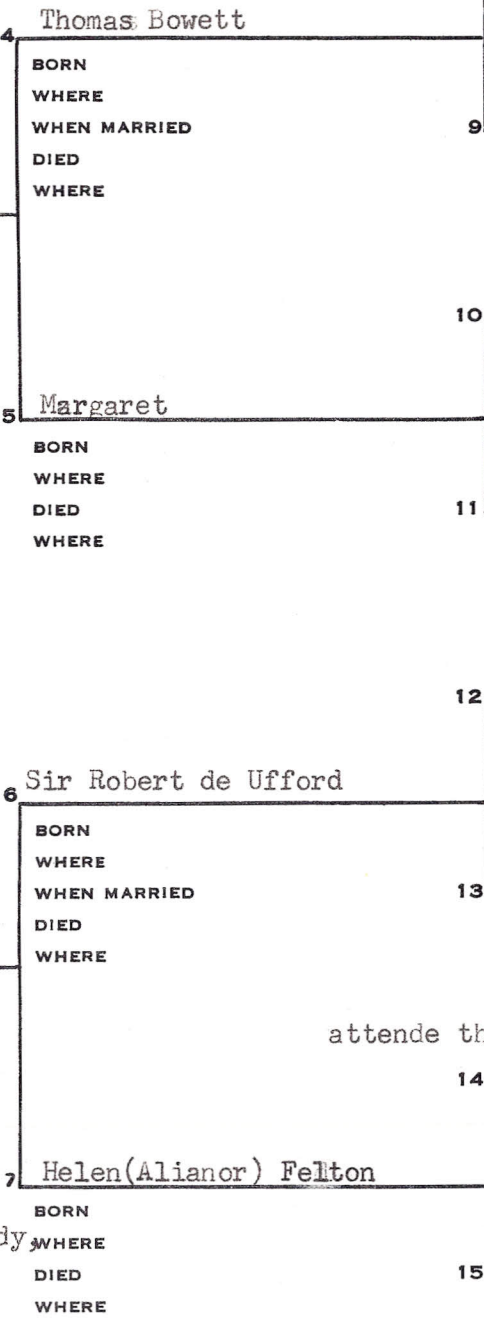 Thomas Bowett
4
BORN
WHERE
WHEN MARRIED 9
DIED
WHERE
10
Margaret
5
BORN
WHERE
DIED 11
WHERE
12
Sir Robert de Ufford
6
BORN
WHERE
WHEN MARRIED 13
DIED
WHERE
attende th
14
Helen(Alianor) Felton
7
BORN
dy, WHERE
DIED 15
WHERE